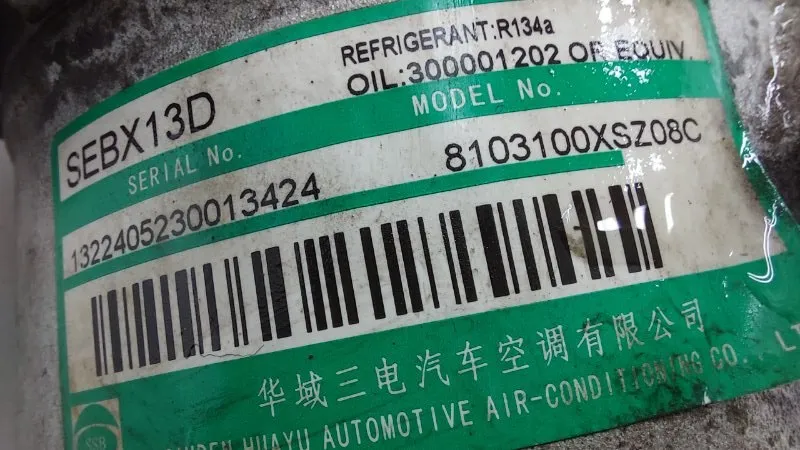 REFRIGERANT:R134a
SEBX13D
OIL:300001202 OR EQUIV.
SERIAL No.
MODEL No.
1322405230013424
8103100XSZ08C
华域三电汽车空调有限公司
HUAYU AUTOMOTIVE AIR-CONDITIONING CO.
SSB